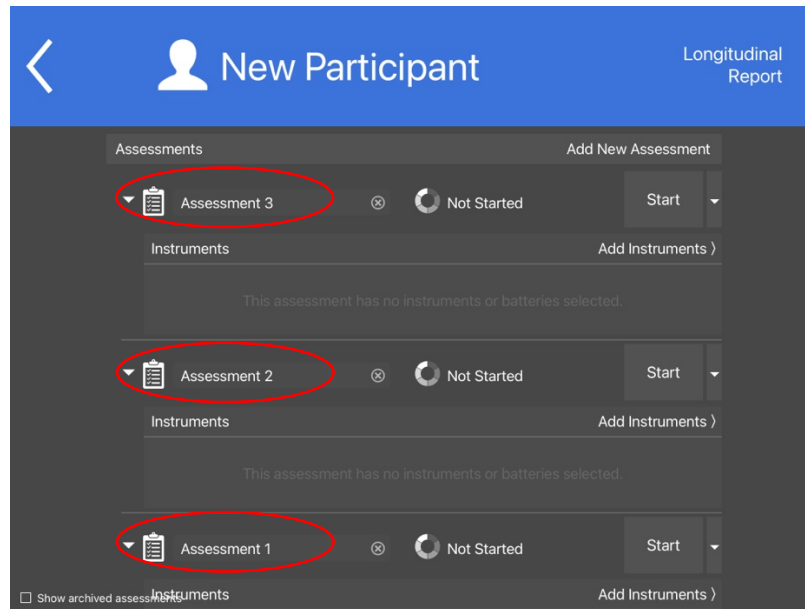 New Participant
Longitudinal
Report
Assessments Add New Assessment
Assessment 3 Not Started Start
Instruments Add Instruments 〉
This assessment has no instruments or batteries selected.
Assessment 2 Not Started Start
Instruments Add Instruments 〉
This assessment has no instruments or batteries selected.
Assessment 1 Not Started Start
Show archived assessments
Instruments Add Instruments 〉